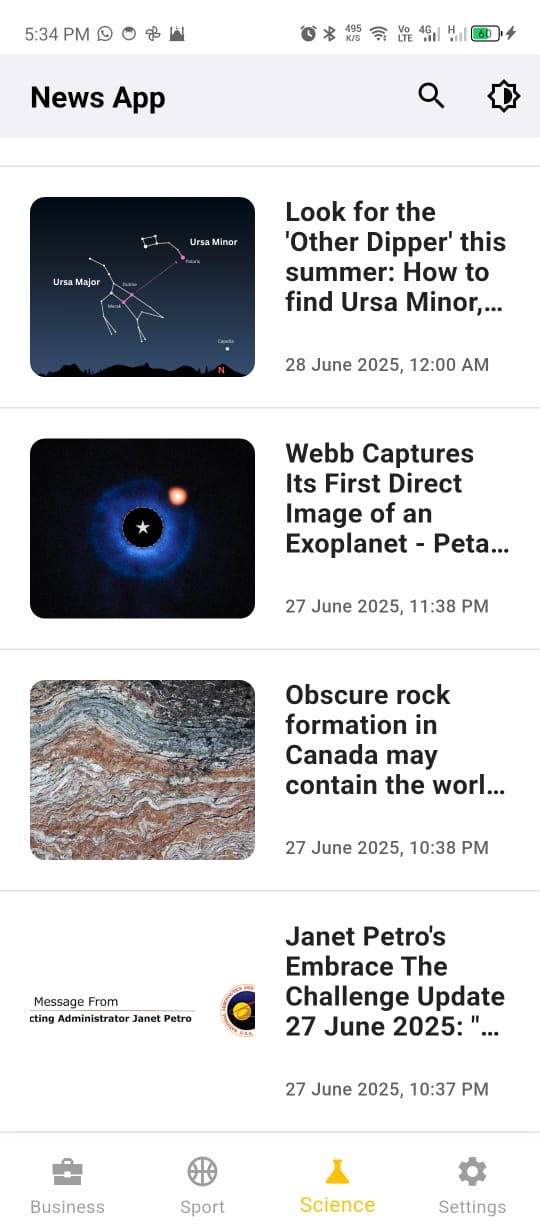 5:34 PM
495
K/S
Vo
LTE
4G
H
60
News App
Ursa Minor
Polaris
Ursa Major
Dubhe
Merak
Capella
N
Look for the
'Other Dipper' this
summer: How to
find Ursa Minor,…
28 June 2025, 12:00 AM
Webb Captures
Its First Direct
Image of an
Exoplanet - Peta…
27 June 2025, 11:38 PM
Obscure rock
formation in
Canada may
contain the worl…
27 June 2025, 10:38 PM
Message From
cting Administrator Janet Petro
Janet Petro's
Embrace The
Challenge Update
27 June 2025: "…
27 June 2025, 10:37 PM
Business
Sport
Science
Settings